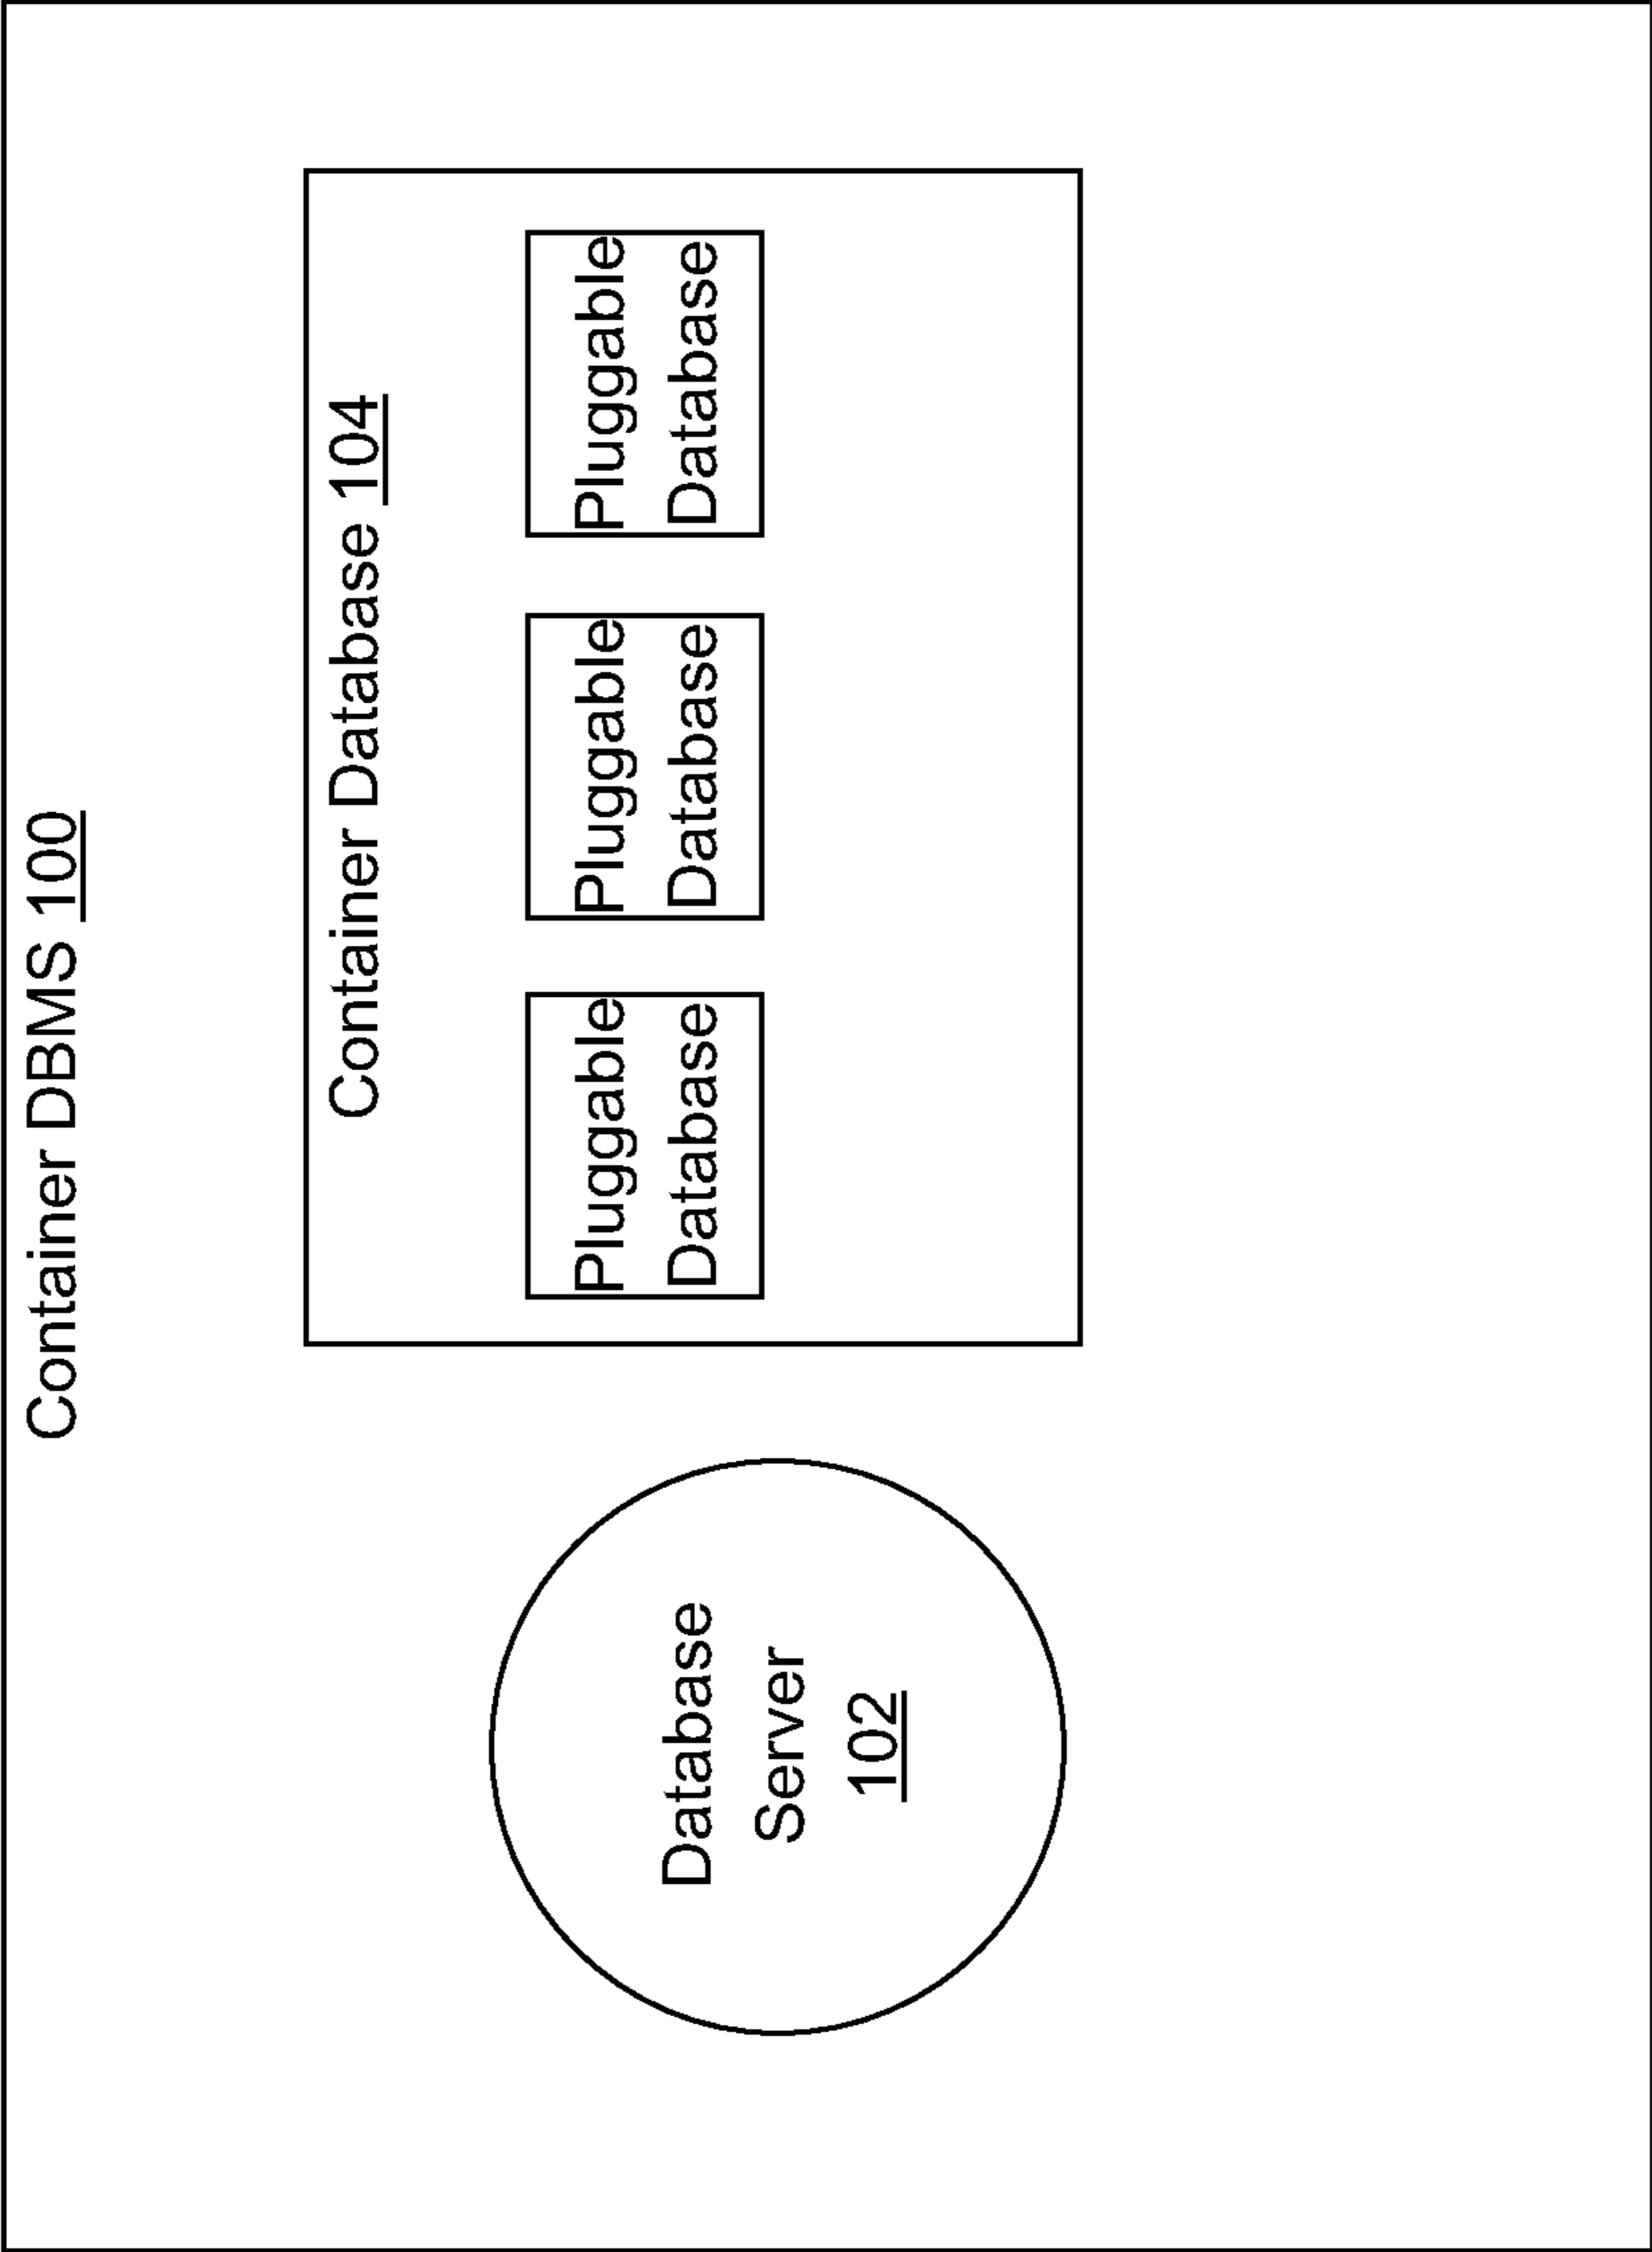 Container DBMS 100
Container Database 104
Pluggable
Database
Pluggable
Database
Pluggable
Database
Database
Server
102